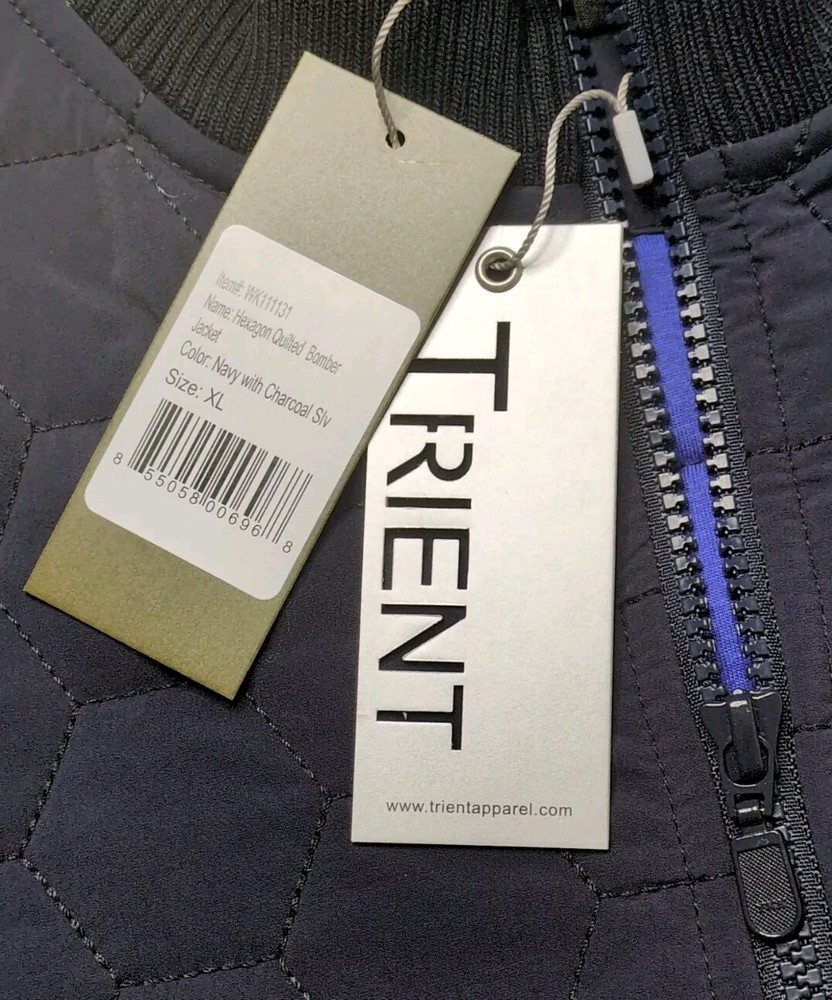 Item#: WK111131
Name: Hexagon Quilted Bomber
Jacket
Color: Navy with Charcoal Slv
Size: XL
8 55058 00696 8
TRIENT
www.trientapparel.com